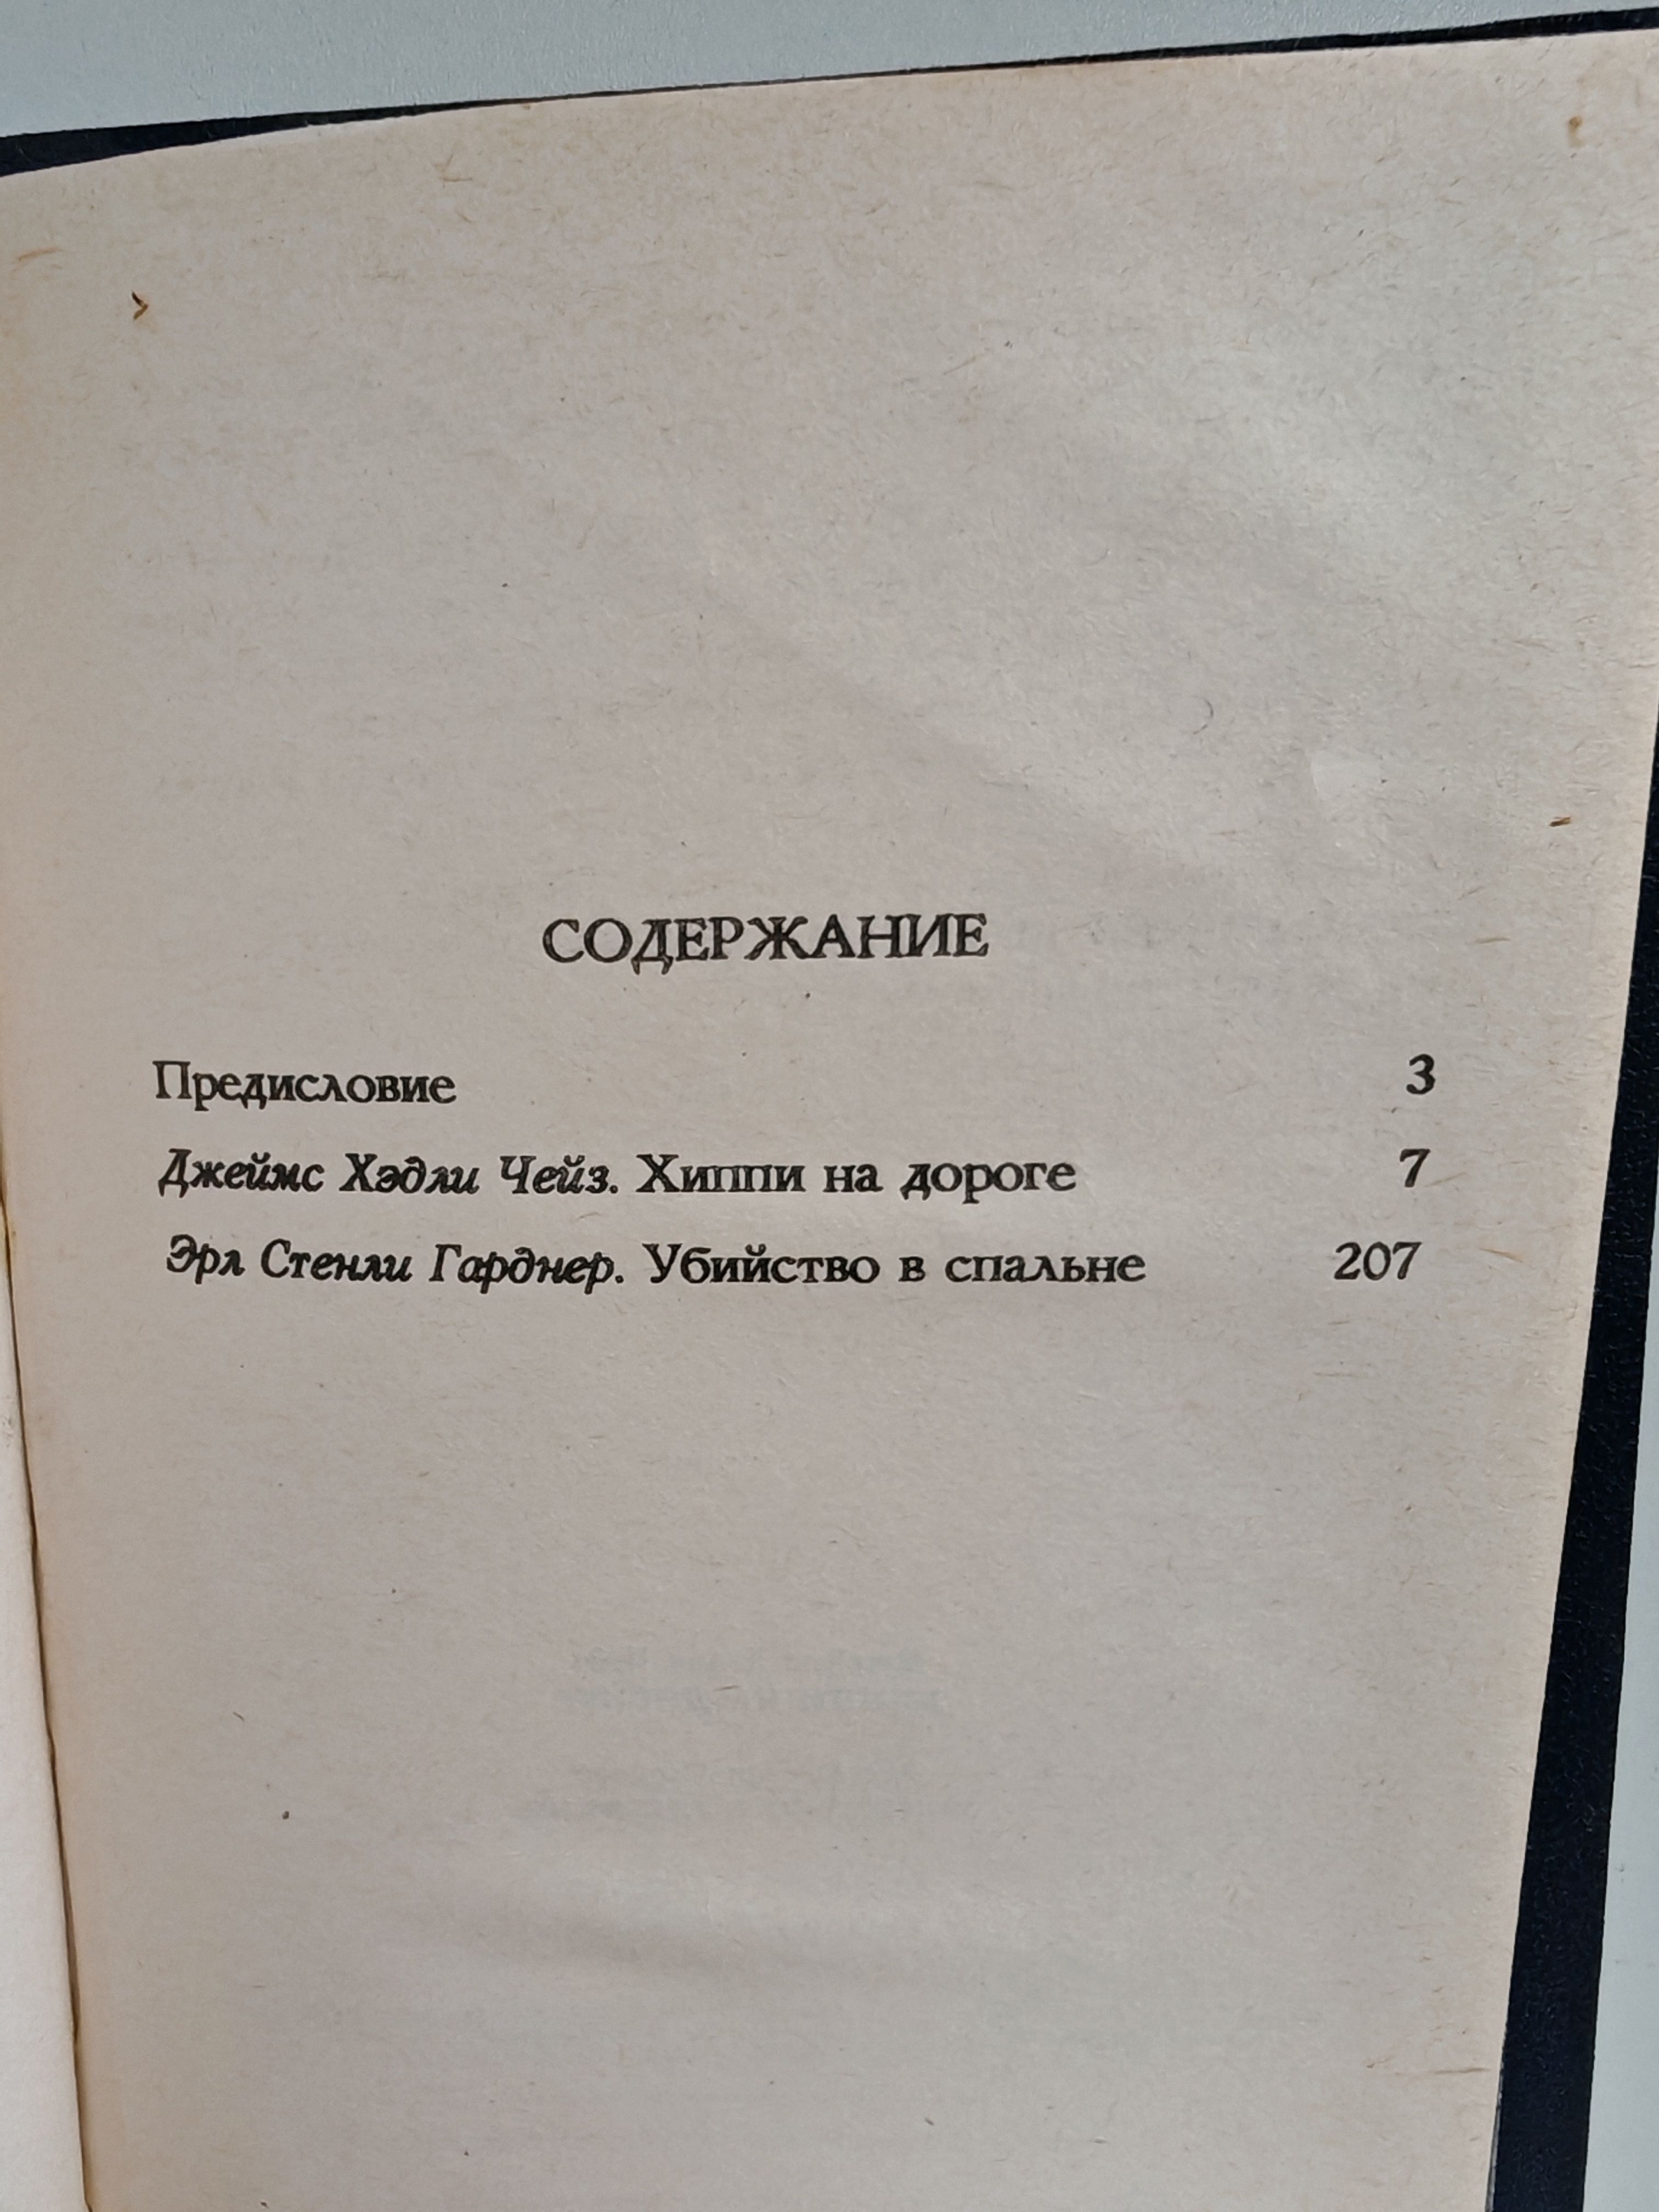 СОДЕРЖАНИЕ
Предисловие 3
Джеймс Хэдли Чейз. Хиппи на дороге 7
Эрл Стенли Гарднер. Убийство в спальне 207